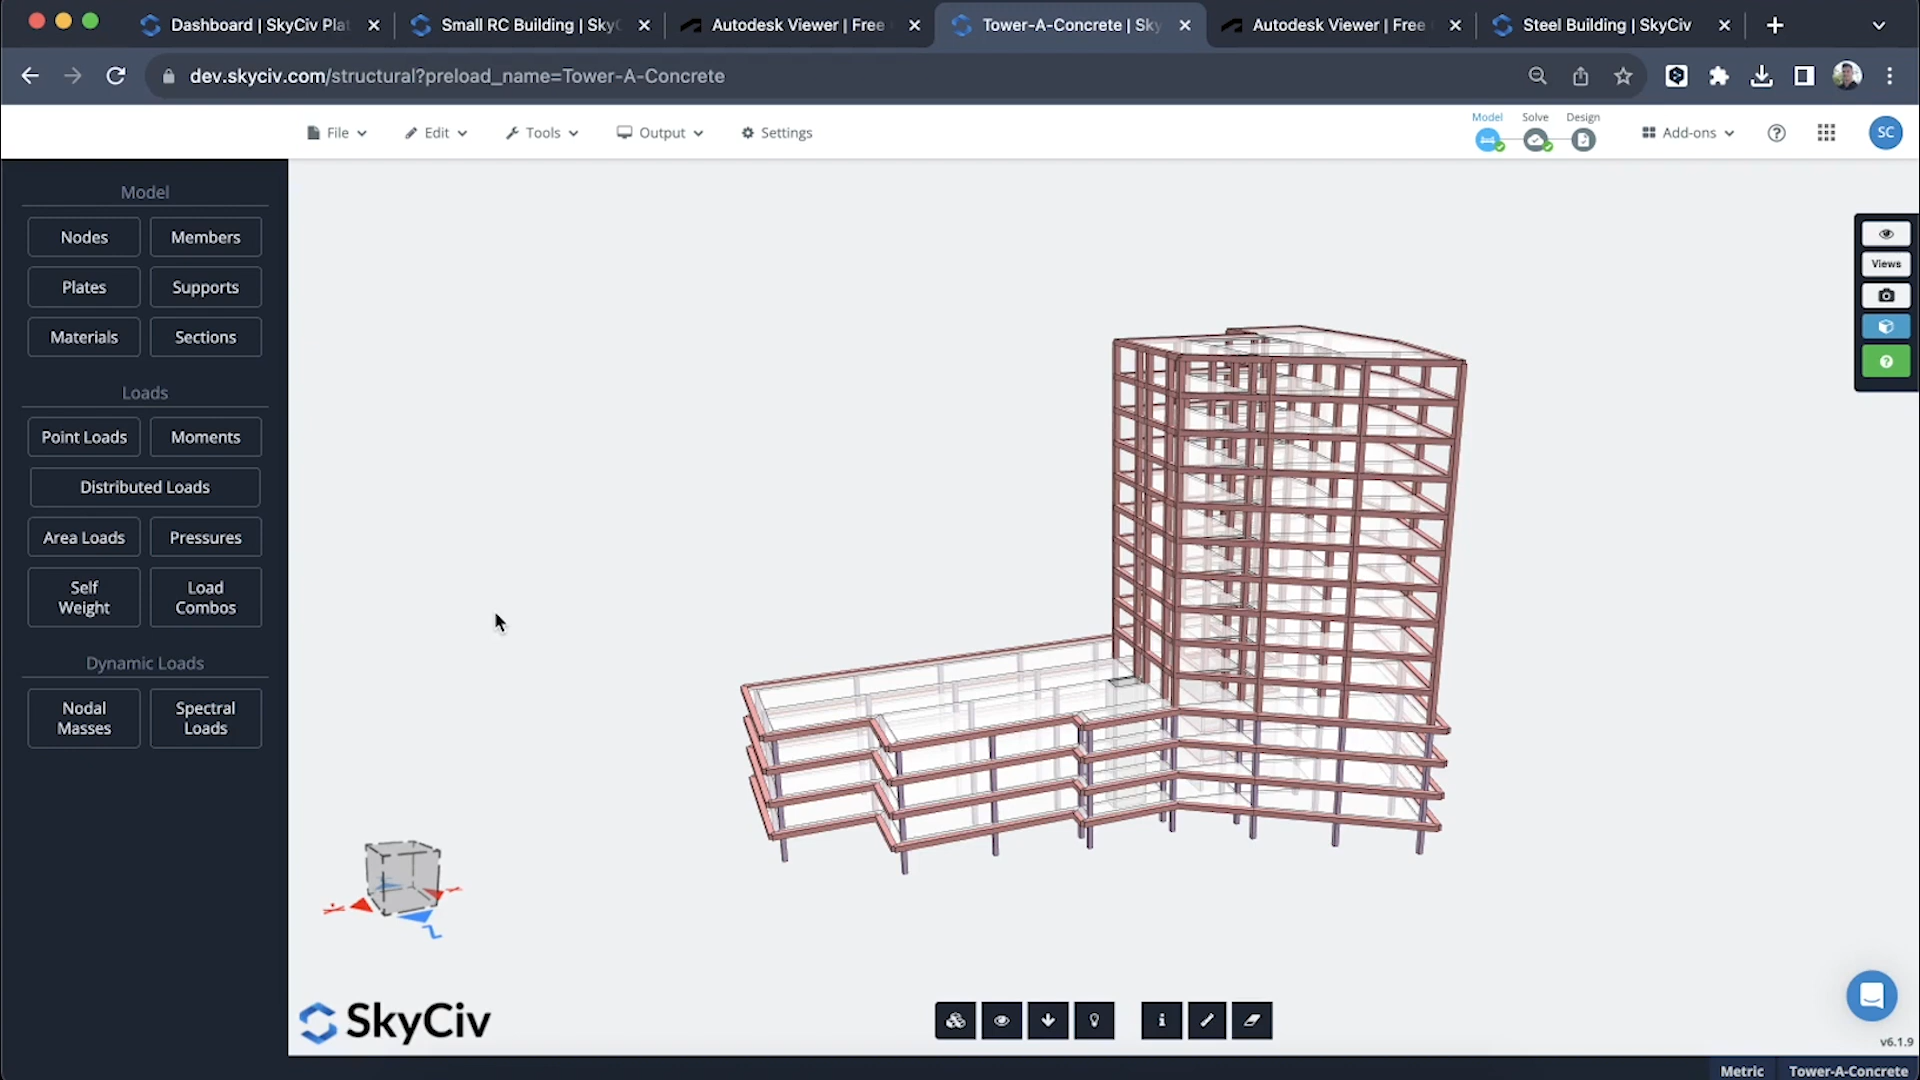 Dashboard | SkyCiv Plat
Small RC Building | SkyC
Autodesk Viewer | Free
Tower-A-Concrete | Sky
Autodesk Viewer | Free
Steel Building | SkyCiv
dev.skyciv.com/structural?preload_name=Tower-A-Concrete
File
Edit
Tools
Output
Settings
Model
Solve
Design
Add-ons
SC
Model
Nodes
Members
Plates
Supports
Materials
Sections
Loads
Point Loads
Moments
Distributed Loads
Area Loads
Pressures
Self
Weight
Load
Combos
Dynamic Loads
Nodal
Masses
Spectral
Loads
Views
SkyCiv
v6.1.9
Metric
Tower-A-Concrete